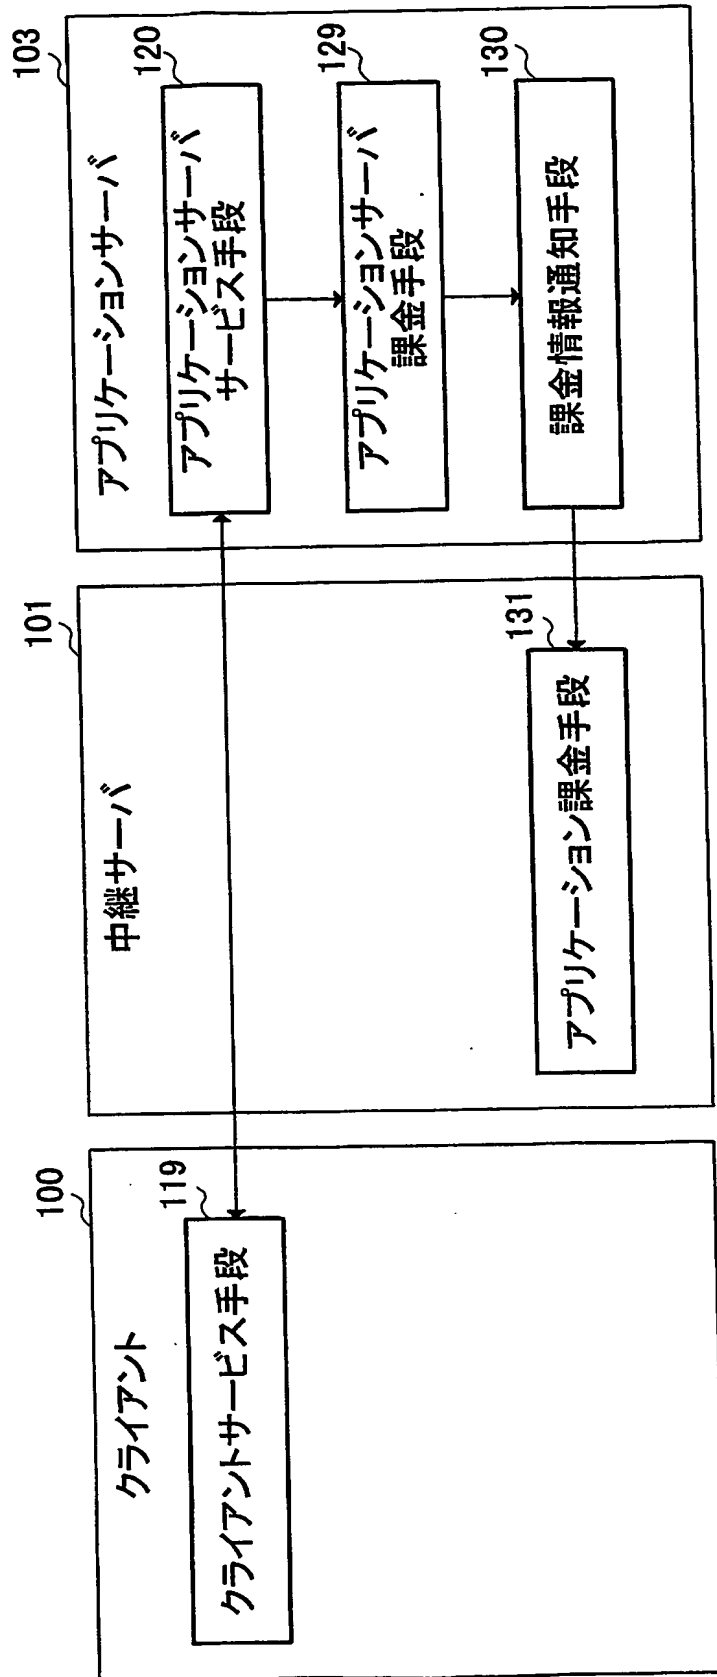 100
クライアント
119
クライアントサービス手段
101
中継サーバ
131
アプリケーション課金手段
103
アプリケーションサーバ
120
アプリケーションサーバ
サービス手段
129
アプリケーションサーバ
課金手段
130
課金情報通知手段